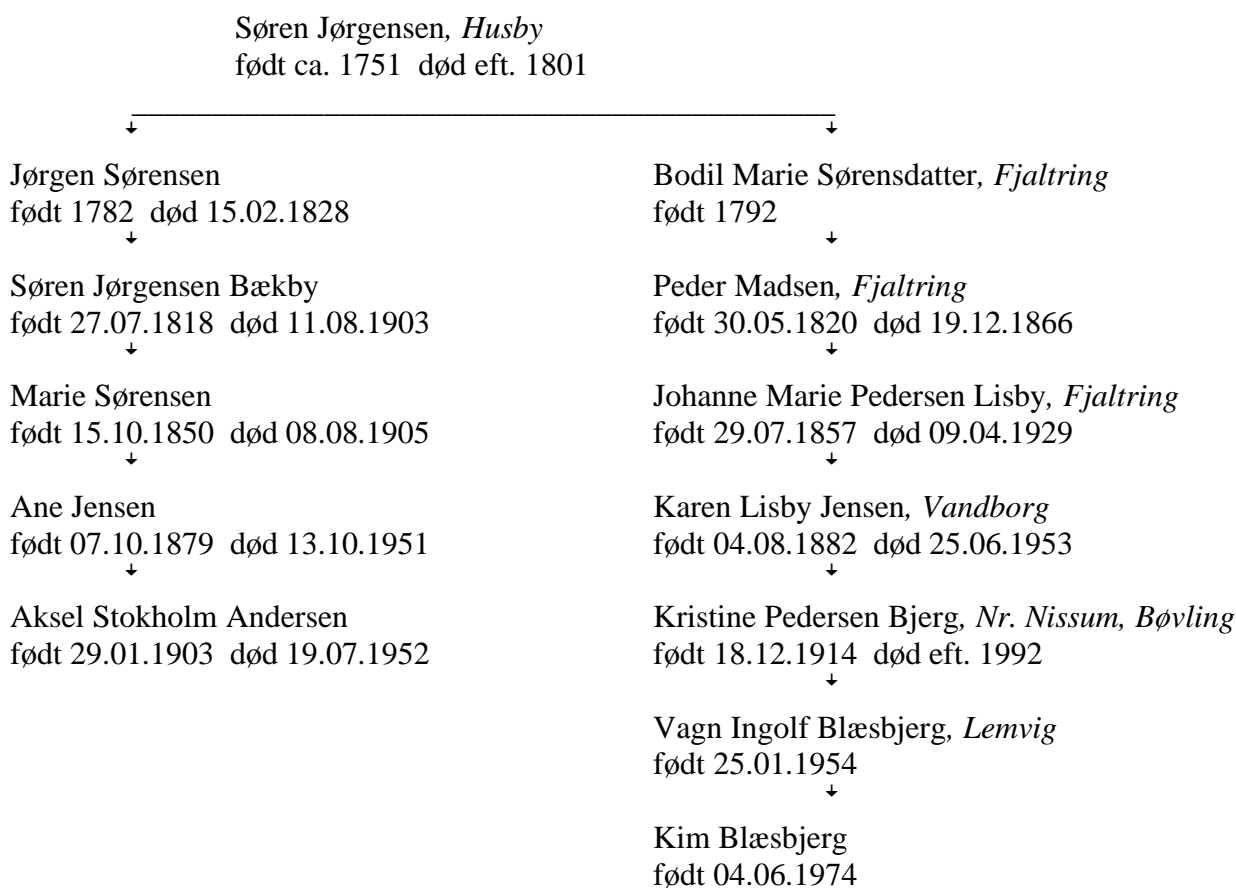 Søren Jørgensen, Husby
født ca. 1751 død eft. 1801
Jørgen Sørensen
født 1782 død 15.02.1828
Søren Jørgensen Bækby
født 27.07.1818 død 11.08.1903
Marie Sørensen
født 15.10.1850 død 08.08.1905
Ane Jensen
født 07.10.1879 død 13.10.1951
Aksel Stokholm Andersen
født 29.01.1903 død 19.07.1952
Bodil Marie Sørensdatter, Fjaltring
født 1792
Peder Madsen, Fjaltring
født 30.05.1820 død 19.12.1866
Johanne Marie Pedersen Lisby, Fjaltring
født 29.07.1857 død 09.04.1929
Karen Lisby Jensen, Vandborg
født 04.08.1882 død 25.06.1953
Kristine Pedersen Bjerg, Nr. Nissum, Bøvling
født 18.12.1914 død eft. 1992
Vagn Ingolf Blæsbjerg, Lemvig
født 25.01.1954
Kim Blæsbjerg
født 04.06.1974